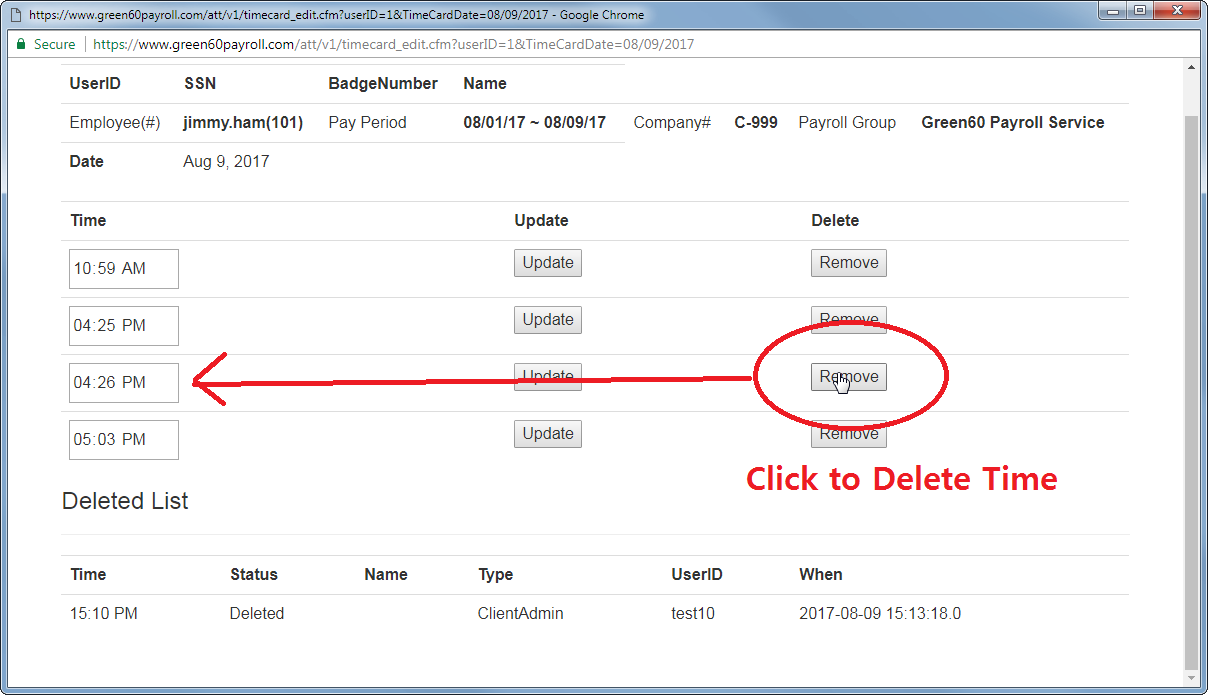 https://www.green60payroll.com/att/v1/timecard_edit.cfm?userID=1&TimeCardDate=08/09/2017 - Google Chrome
Secure https://www.green60payroll.com/att/v1/timecard_edit.cfm?userID=1&TimeCardDate=08/09/2017
UserID SSN BadgeNumber Name
Employee(#) jimmy.ham(101) Pay Period 08/01/17 ~ 08/09/17 Company# C-999 Payroll Group Green60 Payroll Service
Date Aug 9, 2017
Time Update Delete
10:59 AM Update Remove
04:25 PM Update Remove
04:26 PM Update Remove
05:03 PM Update Remove
Click to Delete Time
Deleted List
Time Status Name Type UserID When
15:10 PM Deleted ClientAdmin test10 2017-08-09 15:13:18.0